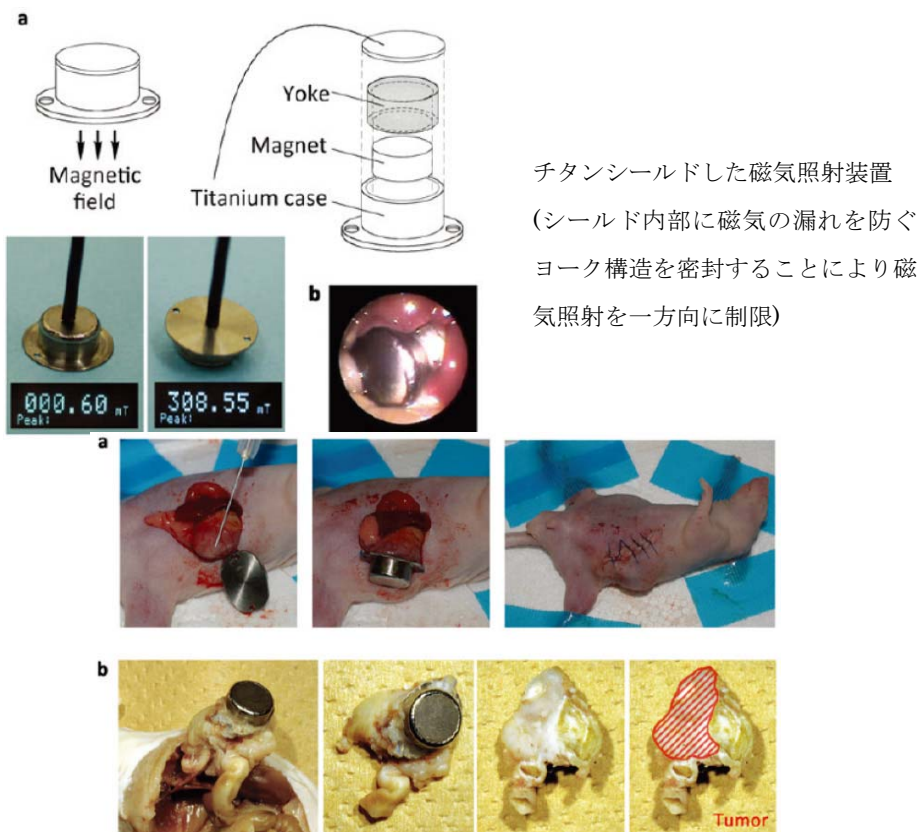 a
Yoke
Magnet
Titanium case
Magnetic
field
チタンシールドした磁気照射装置
(シールド内部に磁気の漏れを防ぐ
ヨーク構造を密封することにより磁
気照射を一方向に制限)
000.60 mT
Peak:
308.55 mT
Peak:
b
a
b
Tumor